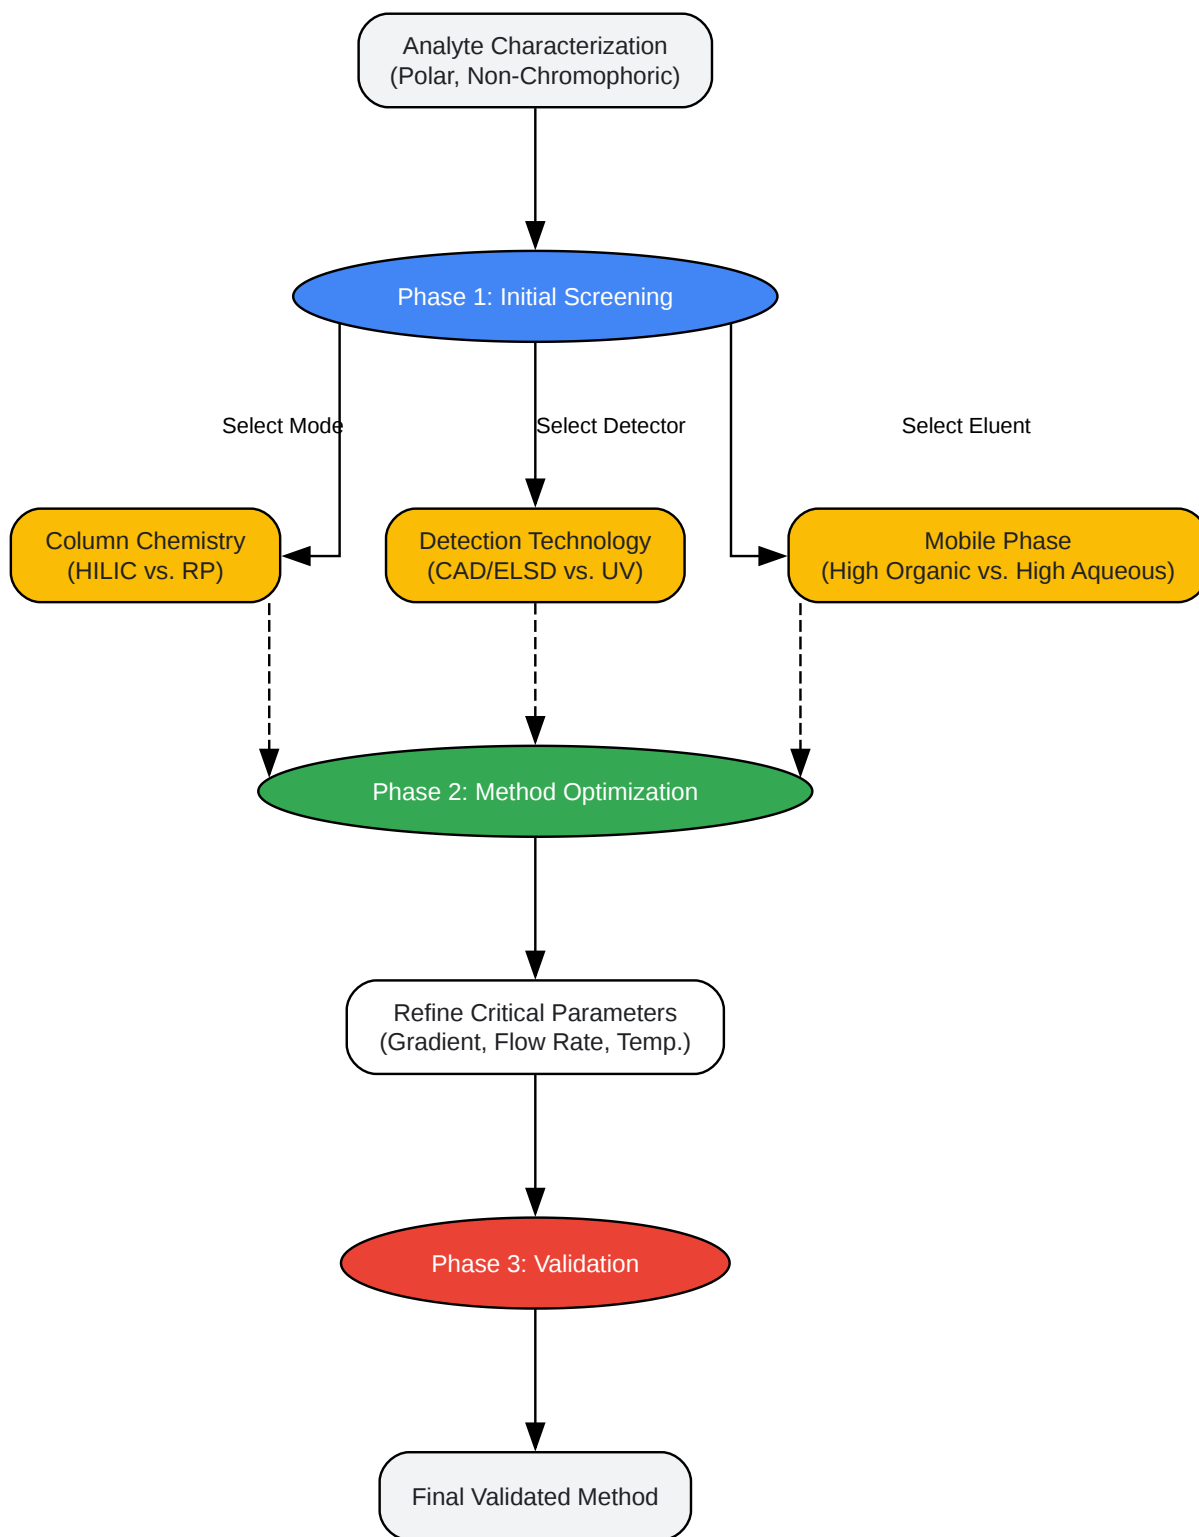 Analyte Characterization
(Polar, Non-Chromophoric)
Phase 1: Initial Screening
Select Mode
Select Detector
Select Eluent
Column Chemistry
(HILIC vs. RP)
Detection Technology
(CAD/ELSD vs. UV)
Mobile Phase
(High Organic vs. High Aqueous)
Phase 2: Method Optimization
Refine Critical Parameters
(Gradient, Flow Rate, Temp.)
Phase 3: Validation
Final Validated Method